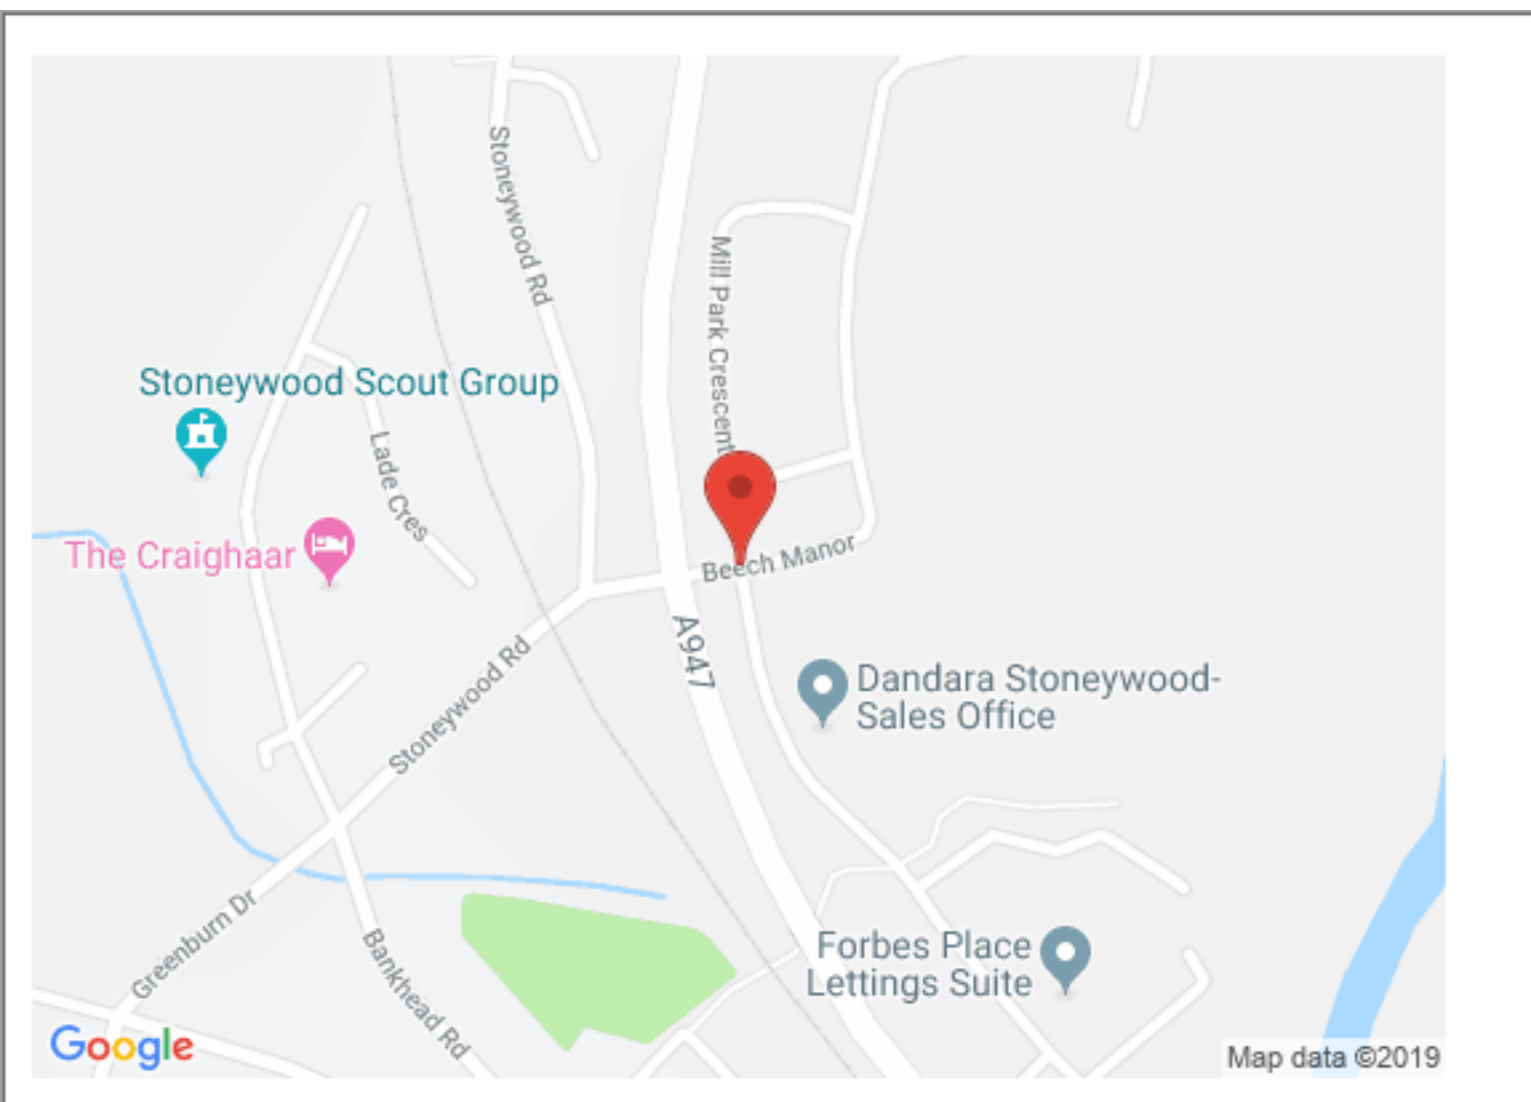 Stoneywood Rd
Mill Park Crescent
Stoneywood Scout Group
Lade Cres
The Craighaar
Beech Manor
A947
Stoneywood Rd
Dandara Stoneywood-
Sales Office
Greenburn Dr
Bankhead Rd
Forbes Place
Lettings Suite
Google
Map data ©2019